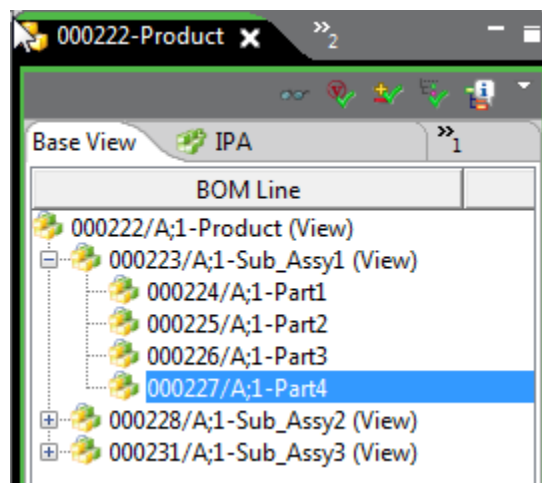 000222-Product
»2
Base View
IPA
»1
BOM Line
000222/A;1-Product (View)
000223/A;1-Sub_Assy1 (View)
000224/A;1-Part1
000225/A;1-Part2
000226/A;1-Part3
000227/A;1-Part4
000228/A;1-Sub_Assy2 (View)
000231/A;1-Sub_Assy3 (View)